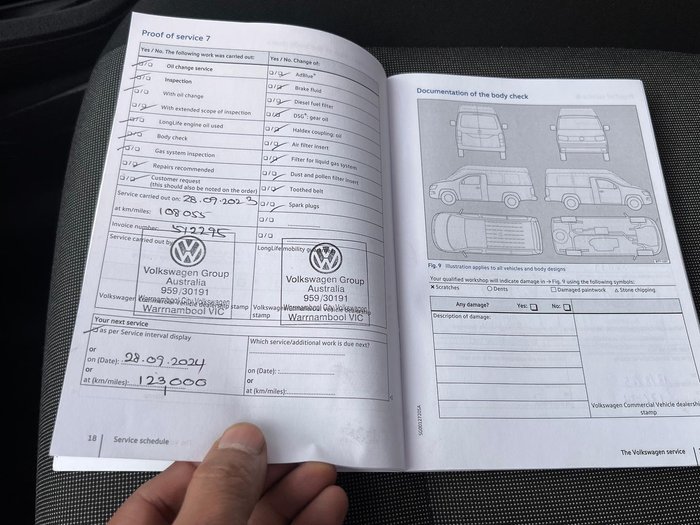 Proof of service 7
Yes / No. The following work was carried out:
Oil change service
Inspection
With oil change
With extended scope of inspection
LongLife engine oil used
Body check
Gas system inspection
Repairs recommended
Customer request
(this should also be noted on the order)
Yes / No. Change of:
AdBlue®
Brake fluid
Diesel fuel filter
DSG®: gear oil
Haldex coupling: oil
Air filter insert
Filter for liquid gas system
Dust and pollen filter insert
Toothed belt
Spark plugs
Service carried out on: 28.09.2023
at km/miles: 108055
Invoice number: 512295
Service carried out by
Volkswagen Group
Australia
959/30191
Warrnambool City Volkswagen
Warrnambool VIC
LongLife mobility
Volkswagen Group
Australia
959/30191
Warrnambool City Volkswagen
Warrnambool VIC
stamp
Your next service
as per Service interval display
or
on (Date): 28.09.2024
or
at (km/miles): 123,000
Which service/additional work is due next?
on (Date):
or
at (km/miles):
18 Service schedule
Documentation of the body check
Fig. 9 Illustration applies to all vehicles and body designs
Your qualified workshop will indicate damage in → Fig. 9 using the following symbols:
× Scratches ○ Dents □ Damaged paintwork △ Stone chipping
Any damage? Yes: □ No: □
Description of damage:
Volkswagen Commercial Vehicle dealership
stamp
The Volkswagen service